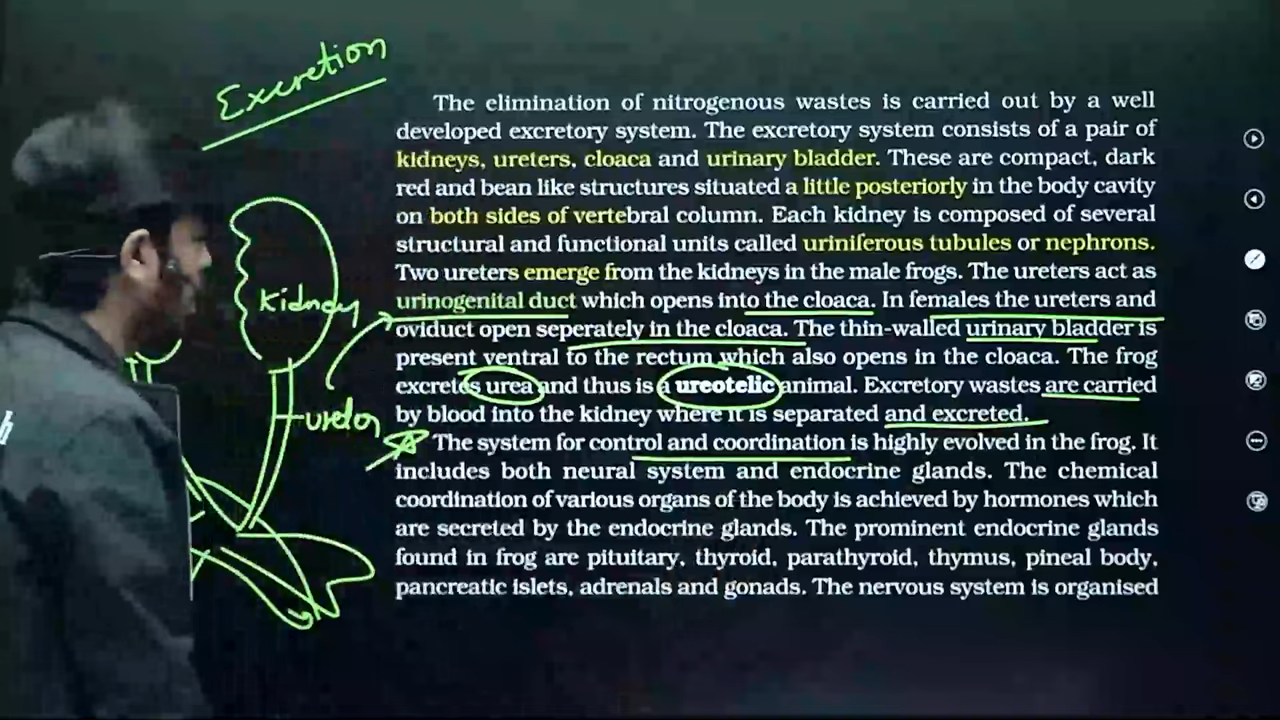 Excretion
The elimination of nitrogenous wastes is carried out by a well
developed excretory system. The excretory system consists of a pair of
kidneys, ureters, cloaca and urinary bladder. These are compact, dark
red and bean like structures situated a little posteriorly in the body cavity
on both sides of vertebral column. Each kidney is composed of several
structural and functional units called uriniferous tubules or nephrons.
Two ureters emerge from the kidneys in the male frogs. The ureters act as
urinogenital duct which opens into the cloaca. In females the ureters and
oviduct open seperately in the cloaca. The thin-walled urinary bladder is
present ventral to the rectum which also opens in the cloaca. The frog
excretes urea and thus is a ureotelic animal. Excretory wastes are carried
by blood into the kidney where it is separated and excreted.
The system for control and coordination is highly evolved in the frog. It
includes both neural system and endocrine glands. The chemical
coordination of various organs of the body is achieved by hormones which
are secreted by the endocrine glands. The prominent endocrine glands
found in frog are pituitary, thyroid, parathyroid, thymus, pineal body,
pancreatic islets, adrenals and gonads. The nervous system is organised
Kidney